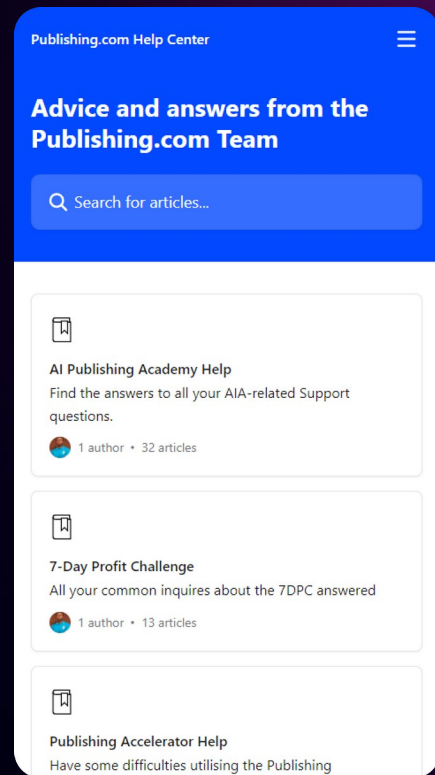 Publishing.com Help Center
Advice and answers from the
Publishing.com Team
Search for articles...
AI Publishing Academy Help
Find the answers to all your AIA-related Support
questions.
1 author • 32 articles
7-Day Profit Challenge
All your common inquires about the 7DPC answered
1 author • 13 articles
Publishing Accelerator Help
Have some difficulties utilising the Publishing